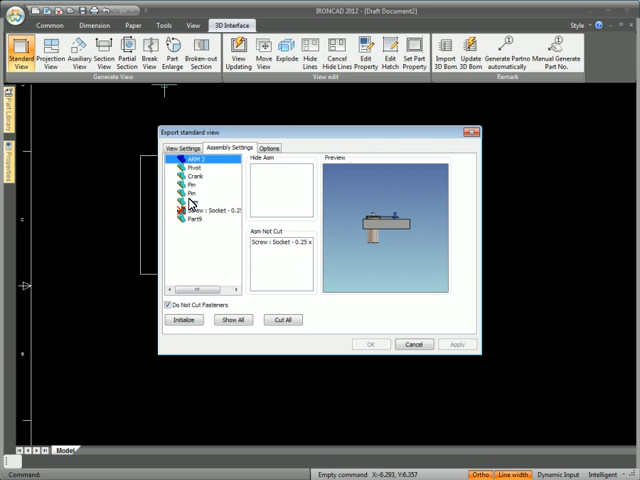 IRONCAD 2012 - [Draft Document2]
Common Dimension Paper Tools View 3D Interface Style
Standard View
Projection View
Auxiliary View
Section View
Partial Section
Break View
Part Enlarge
Broken-out Section
View Updating
Move View
Explode
Hide Lines
Cancel Hide Lines
Edit Property
Edit Hatch
Set Part Property
Import 3D Bom
Update 3D Bom
Generate Partno automatically
Manual Generate Part No.
Generate View View edit Remark
Part Library
Properties
Export standard view
View Settings Assembly Settings Options
ARM 2
Pivot
Crank
Pin
Pin
Screw : Socket - 0.25
Part9
Hide Asm
Asm Not Cut
Screw : Socket - 0.25 x
Preview
Do Not Cut Fasteners
Initialize Show All Cut All
OK Cancel Apply
B
A
Model
Command: Empty command X:-6.293, Y:6.357 Ortho Line width Dynamic Input Intelligent